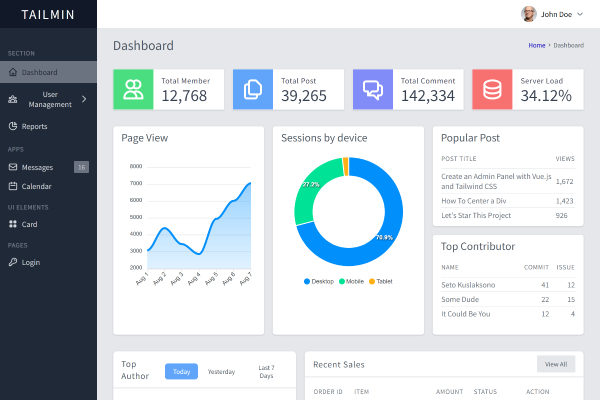 TAILMIN
John Doe
SECTION
Dashboard
User
Management
Reports
APPS
Messages 16
Calendar
UI ELEMENTS
Card
PAGES
Login
Dashboard
Home › Dashboard
Total Member
12,768
Total Post
39,265
Total Comment
142,334
Server Load
34.12%
Page View
8000
7000
6000
5000
4000
3000
2000
Aug 1 Aug 2 Aug 3 Aug 4 Aug 5 Aug 6 Aug 7
Sessions by device
27.2%
70.9%
Desktop Mobile Tablet
Popular Post
POST TITLE VIEWS
Create an Admin Panel with Vue.js
and Tailwind CSS 1,672
How To Center a Div 1,423
Let's Star This Project 926
Top Contributor
NAME COMMIT ISSUE
Seto Kuslaksono 41 12
Some Dude 22 15
It Could Be You 12 4
Top
Author
Today Yesterday Last 7
Days
Recent Sales View All
ORDER ID ITEM AMOUNT STATUS ACTION